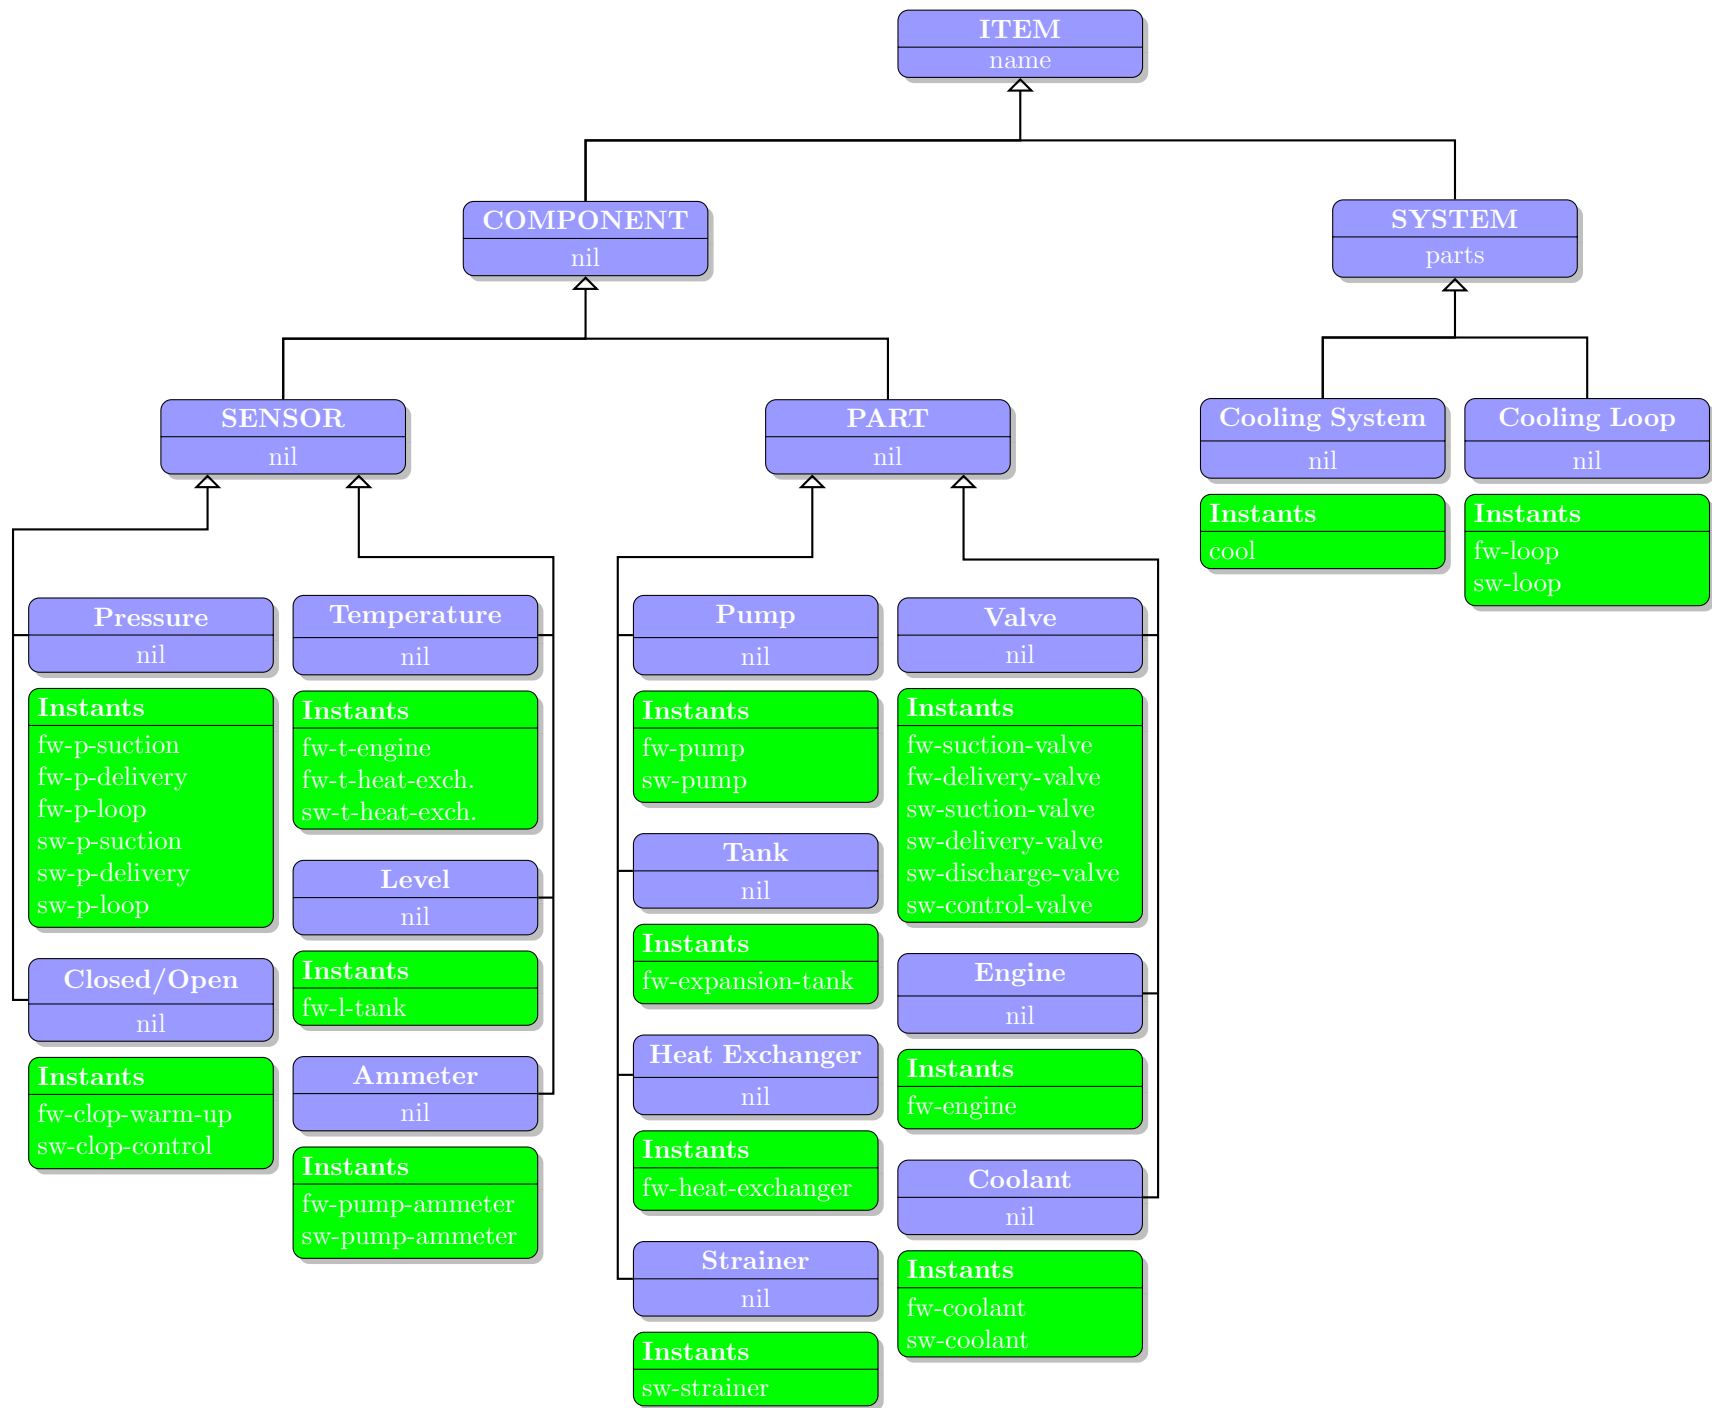 ITEM
name
COMPONENT
nil
SYSTEM
parts
SENSOR
nil
PART
nil
Cooling System
nil
Instants
cool
Cooling Loop
nil
Instants
fw-loop
sw-loop
Pressure
nil
Instants
fw-p-suction
fw-p-delivery
fw-p-loop
sw-p-suction
sw-p-delivery
sw-p-loop
Closed/Open
nil
Instants
fw-clop-warm-up
sw-clop-control
Temperature
nil
Instants
fw-t-engine
fw-t-heat-exch.
sw-t-heat-exch.
Level
nil
Instants
fw-l-tank
Ammeter
nil
Instants
fw-pump-ammeter
sw-pump-ammeter
Pump
nil
Instants
fw-pump
sw-pump
Tank
nil
Instants
fw-expansion-tank
Heat Exchanger
nil
Instants
fw-heat-exchanger
Strainer
nil
Instants
sw-strainer
Valve
nil
Instants
fw-suction-valve
fw-delivery-valve
sw-suction-valve
sw-delivery-valve
sw-discharge-valve
sw-control-valve
Engine
nil
Instants
fw-engine
Coolant
nil
Instants
fw-coolant
sw-coolant